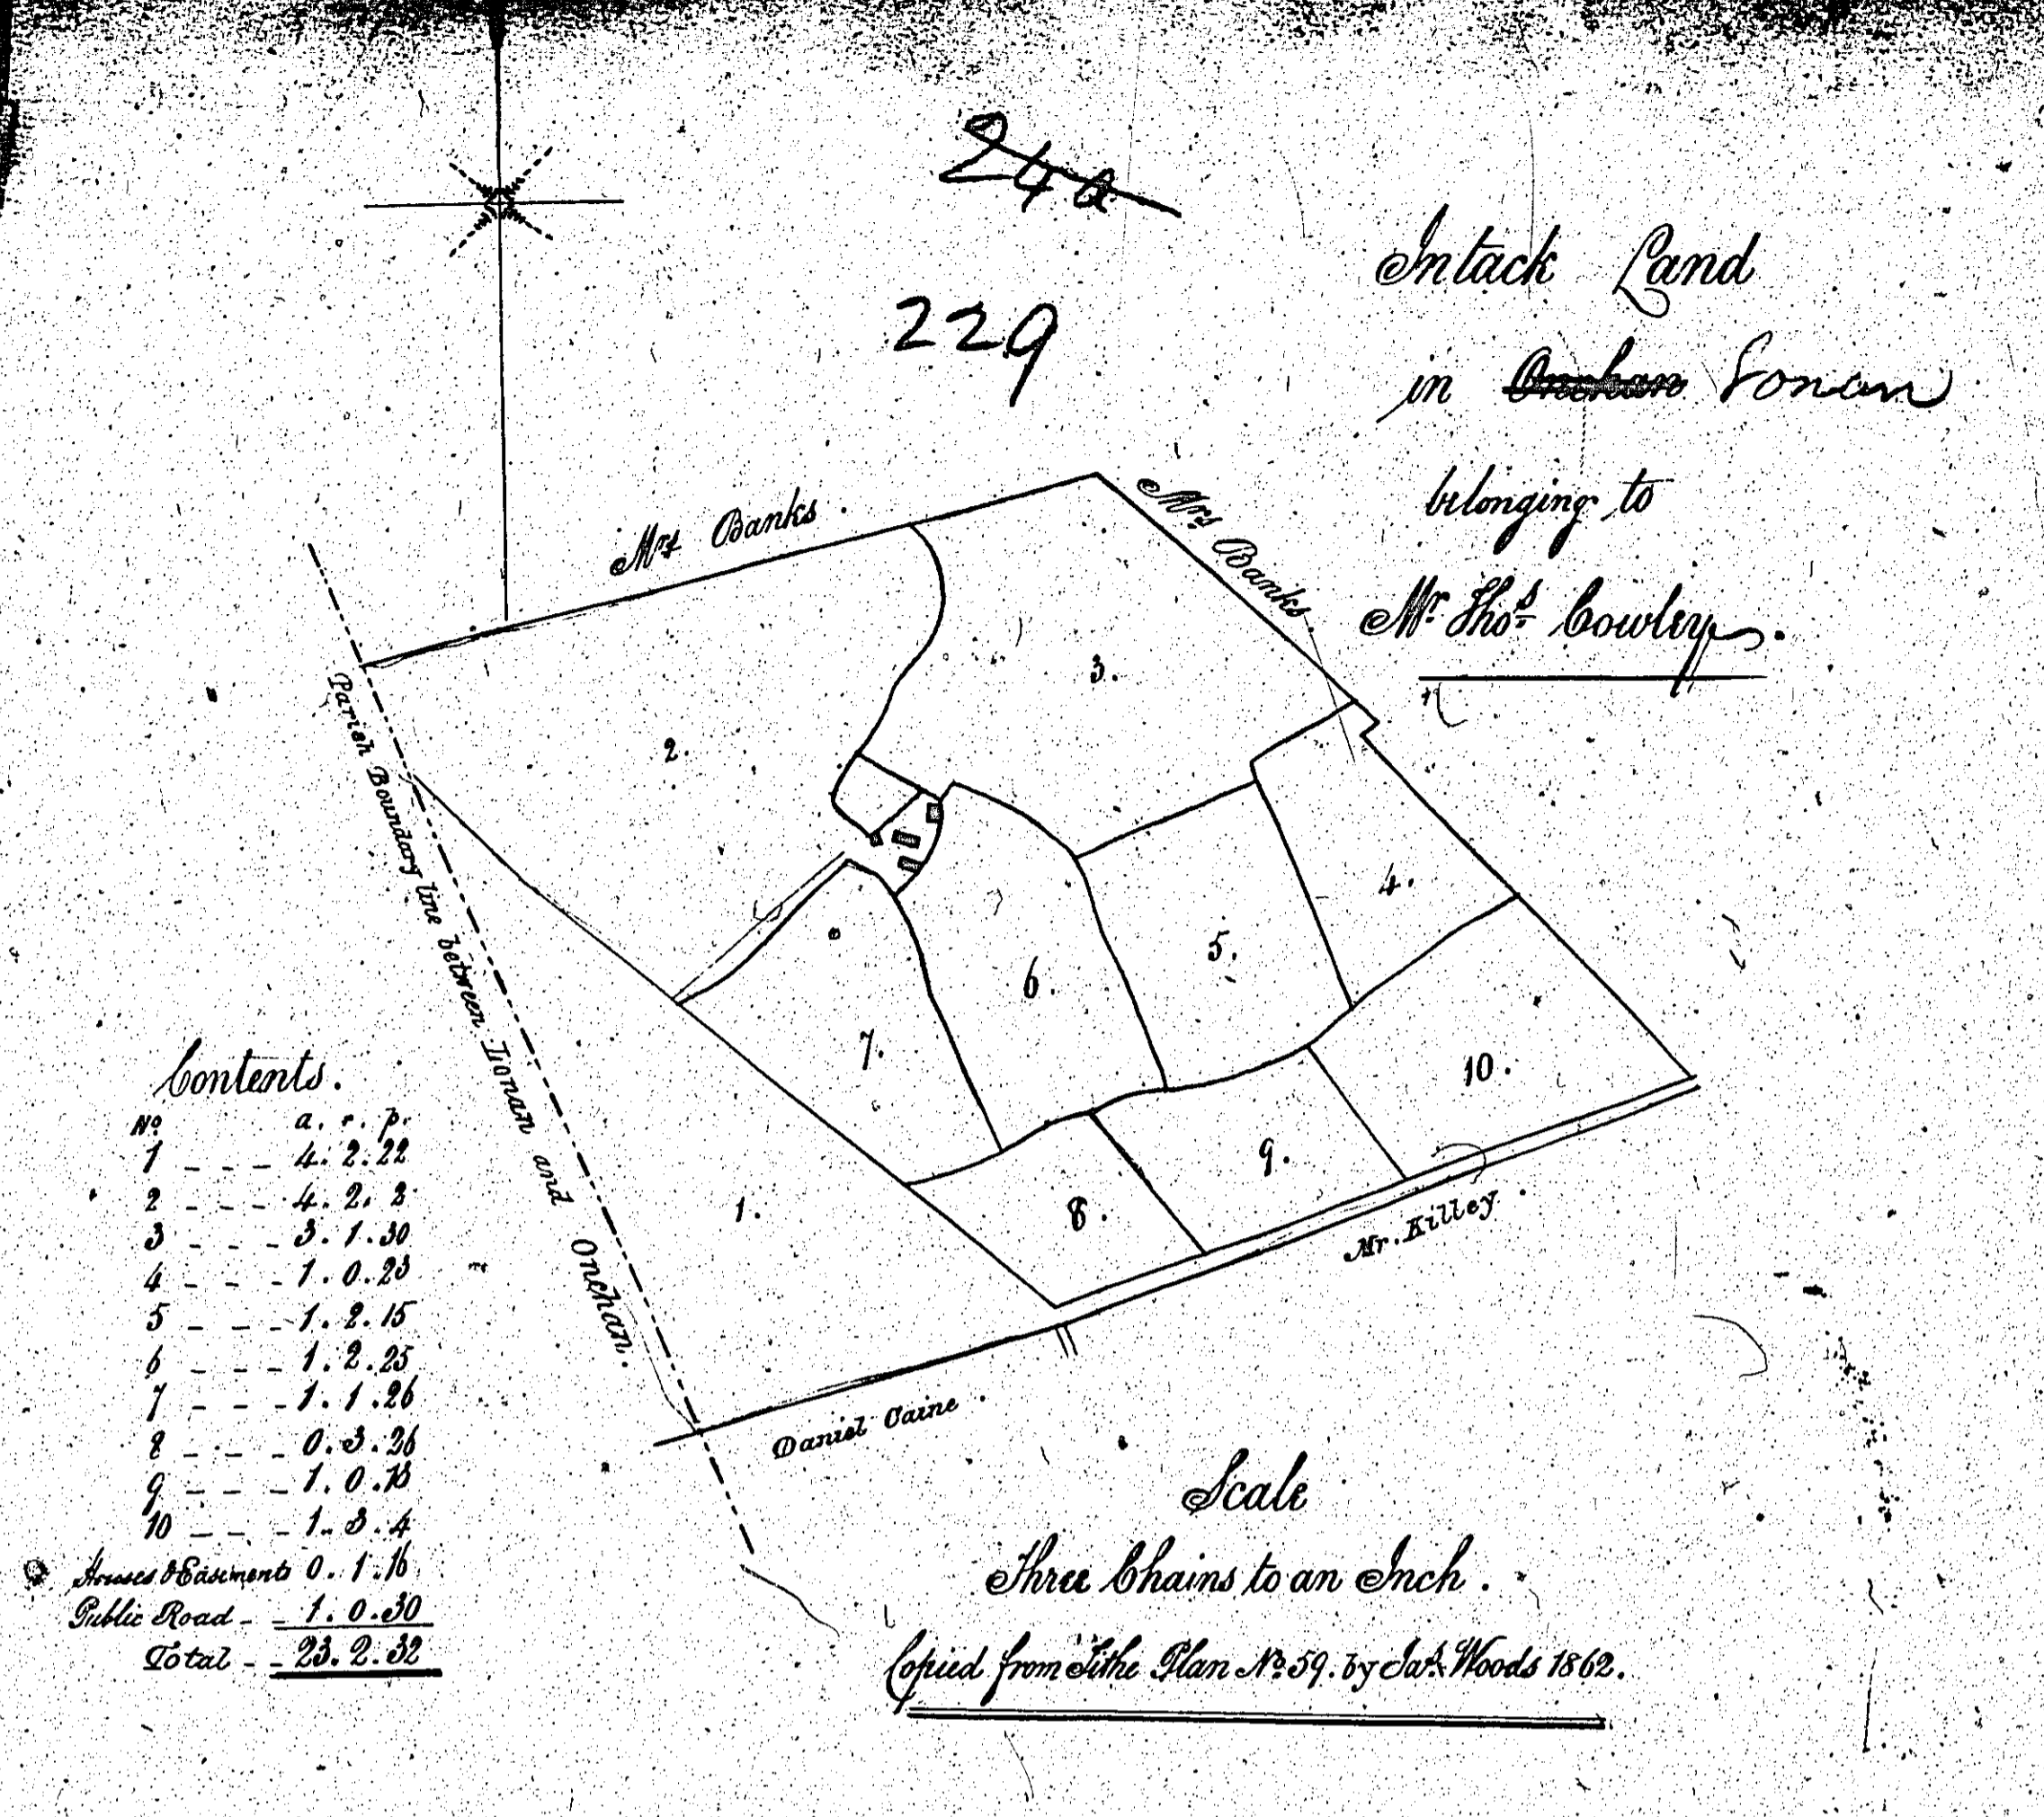 24a
229
Intack Land
in Onchan Lonan
belonging to
Mr. Thos. Cowley.
Mrs Banks.
Mrs Banks.
Parish Boundary line between Lonan and Onchan.
2.
3.
4.
5.
6.
7.
1.
8.
9.
10.
Mr. Killey.
Daniel Caine.
Contents.
No a. r. p.
1 - - - 4. 2. 22
2 - - - 4. 2. 2
3 - - - 3. 1. 30
4 - - - 1. 0. 23
5 - - - 1. 2. 15
6 - - - 1. 2. 25
7 - - - 1. 1. 26
8 - - - 0. 3. 26
9 - - - 1. 0. 13
10 - - - 1. 3. 4
Houses & Easements 0. 1. 16
Public Road - - 1. 0. 30
Total - - 23. 2. 32
Scale
Three Chains to an Inch.
Copied from Tithe Plan No. 59. by Jas. Woods 1862.